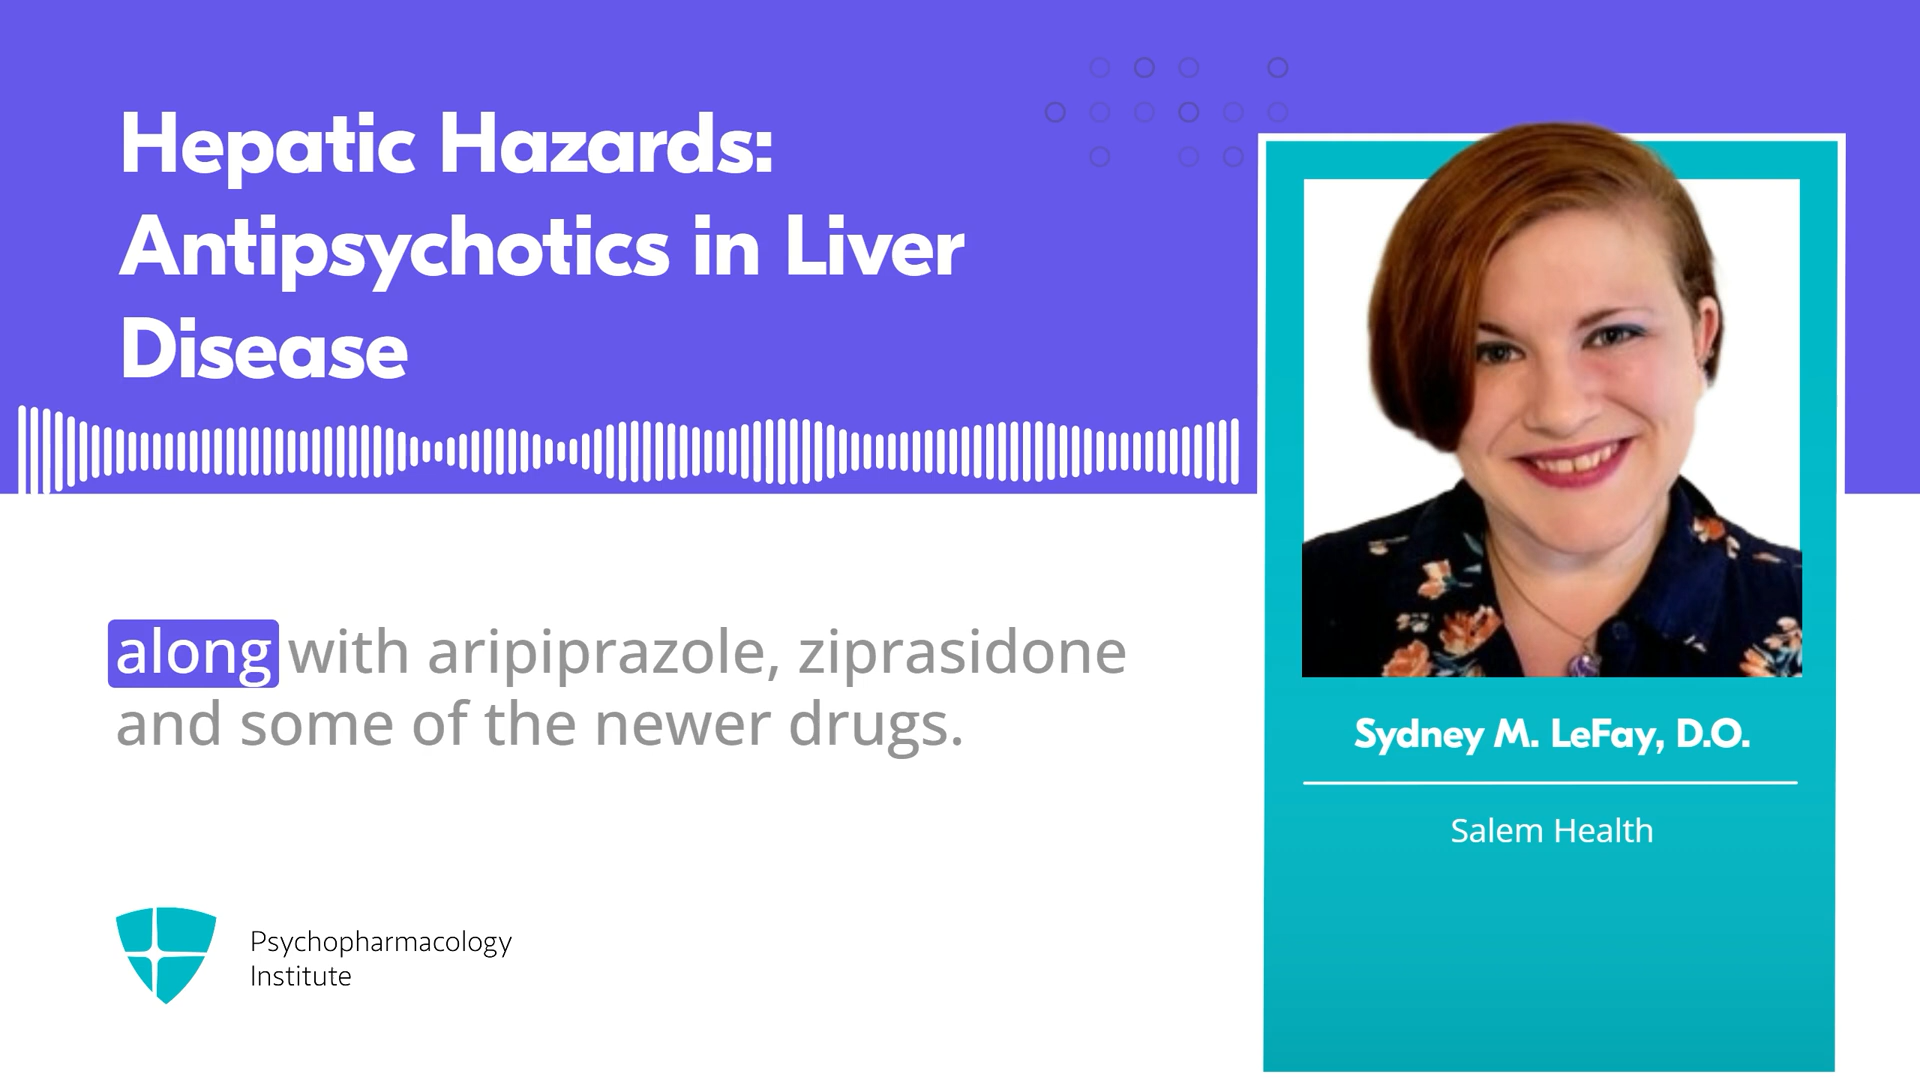 Hepatic Hazards:
Antipsychotics in Liver
Disease
along with aripiprazole, ziprasidone
and some of the newer drugs.
Sydney M. LeFay, D.O.
Salem Health
Psychopharmacology
Institute